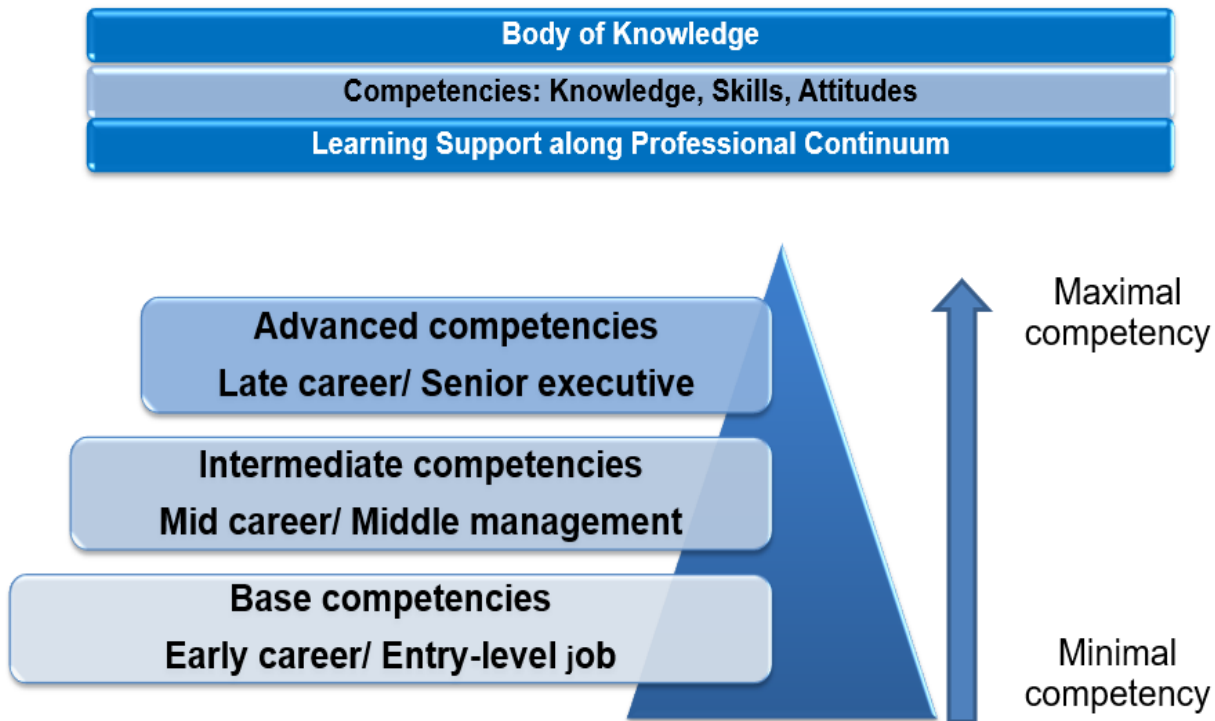 Body of Knowledge
Competencies: Knowledge, Skills, Attitudes
Learning Support along Professional Continuum
Advanced competencies
Late career/ Senior executive
Intermediate competencies
Mid career/ Middle management
Base competencies
Early career/ Entry-level job
Maximal
competency
Minimal
competency